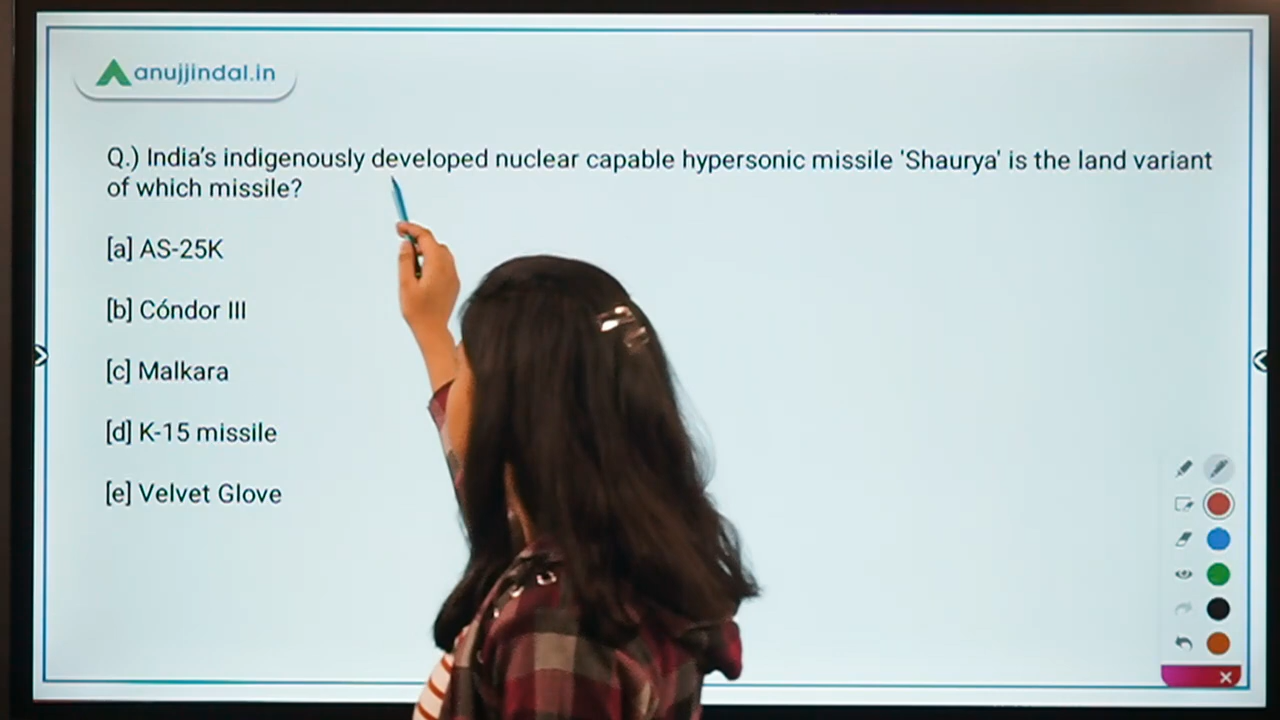 anujjindal.in
Q.) India's indigenously developed nuclear capable hypersonic missile 'Shaurya' is the land variant
of which missile?
[a] AS-25K
[b] Cóndor III
[c] Malkara
[d] K-15 missile
[e] Velvet Glove